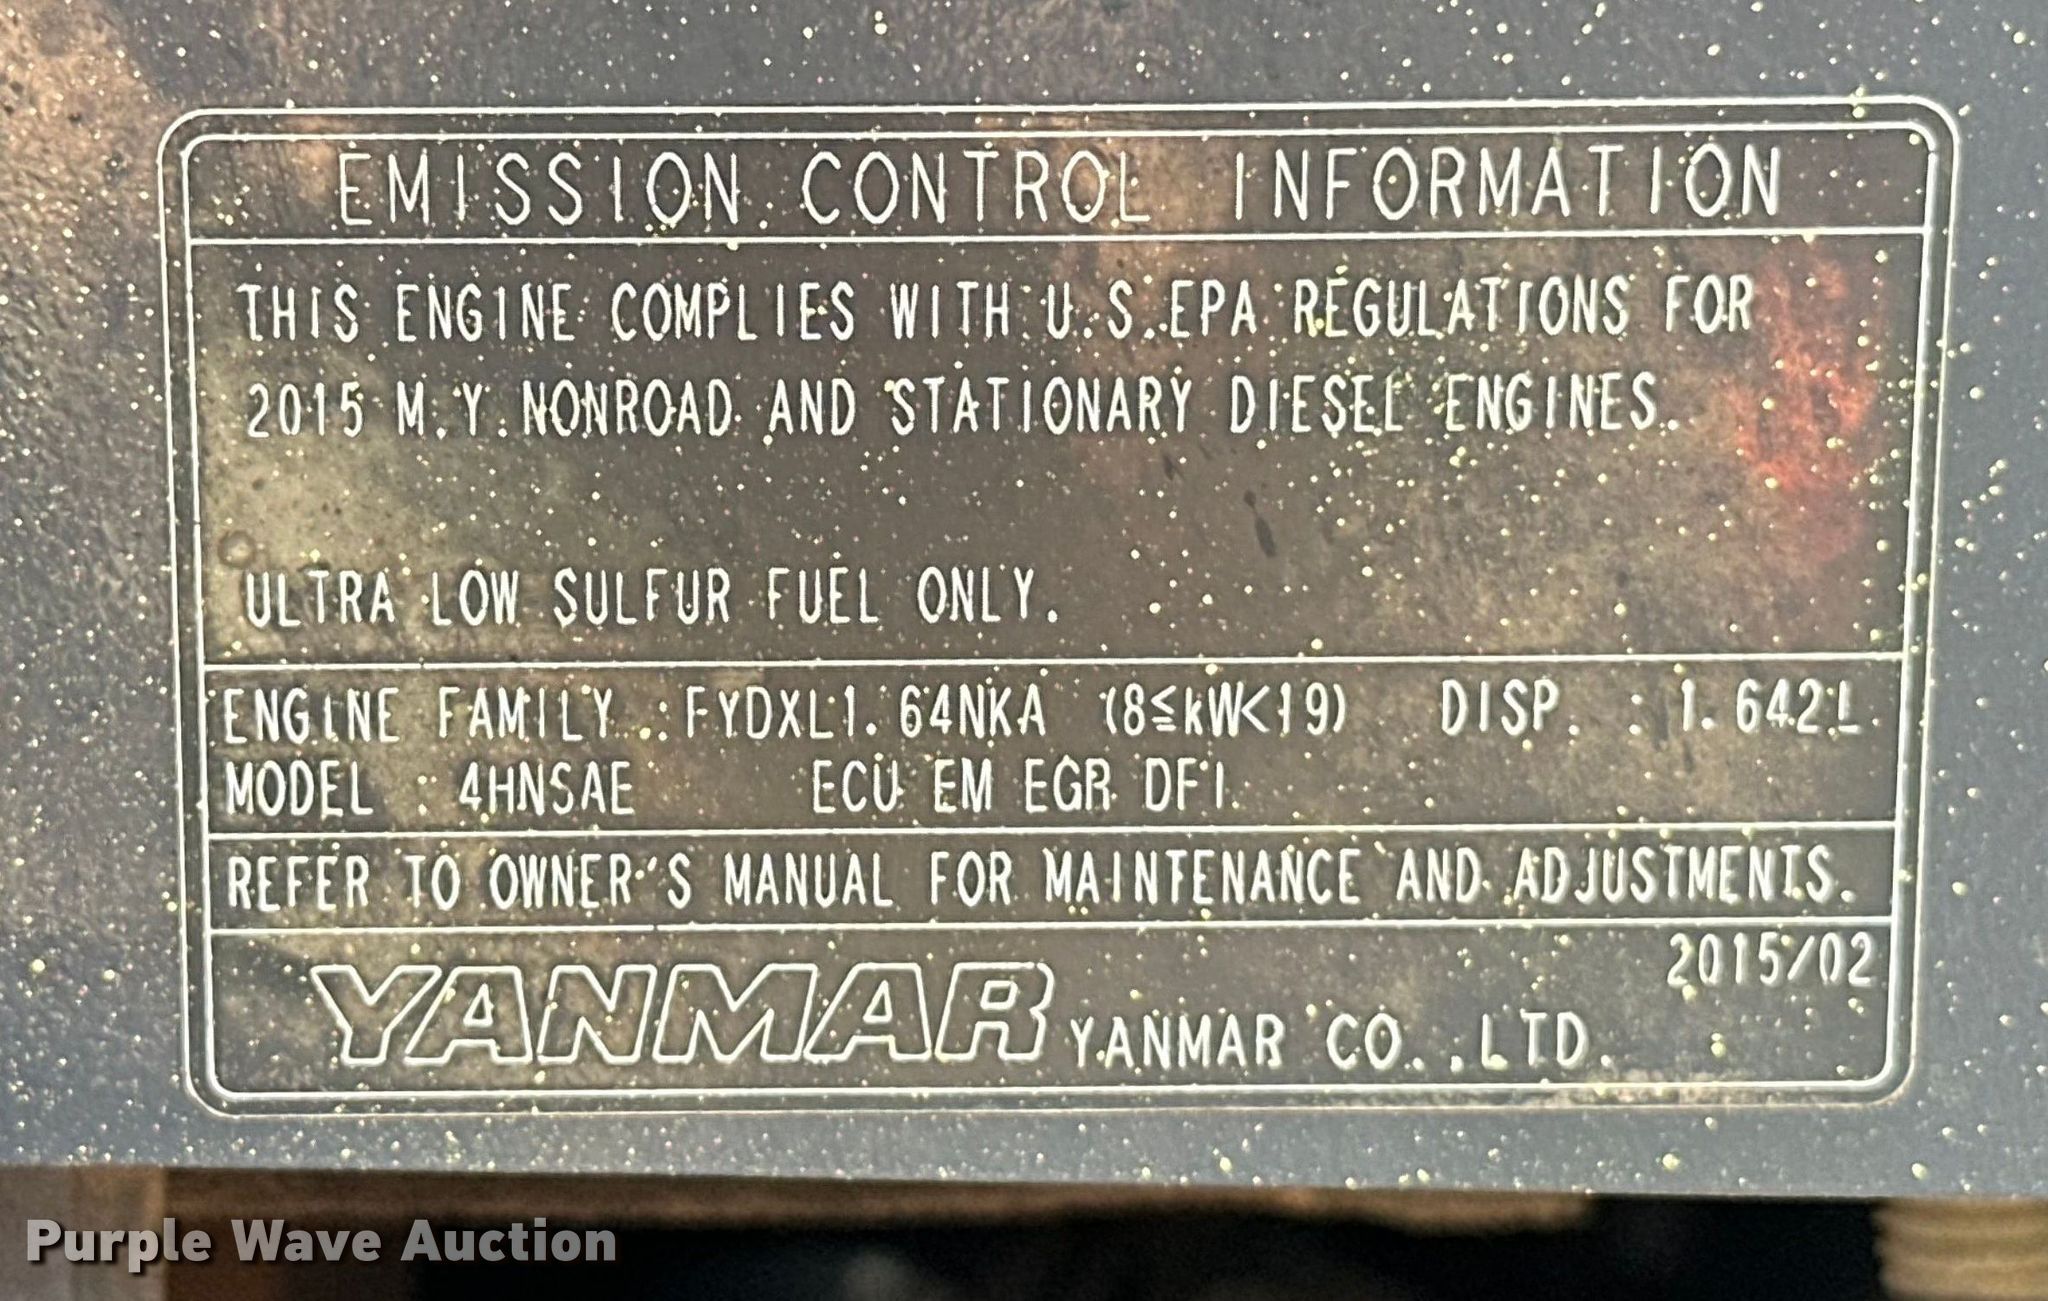 EMISSION CONTROL INFORMATION
THIS ENGINE COMPLIES WITH U.S.EPA REGULATIONS FOR
2015 M.Y.NONROAD AND STATIONARY DIESEL ENGINES.
ULTRA LOW SULFUR FUEL ONLY.
ENGINE FAMILY : FYDXL1.64NKA (8≦kW<19) DISP. : 1.642L
MODEL : 4HNSAE ECU EM EGR DFI
REFER TO OWNER'S MANUAL FOR MAINTENANCE AND ADJUSTMENTS.
2015/02
YANMAR YANMAR CO.,LTD.
Purple Wave Auction